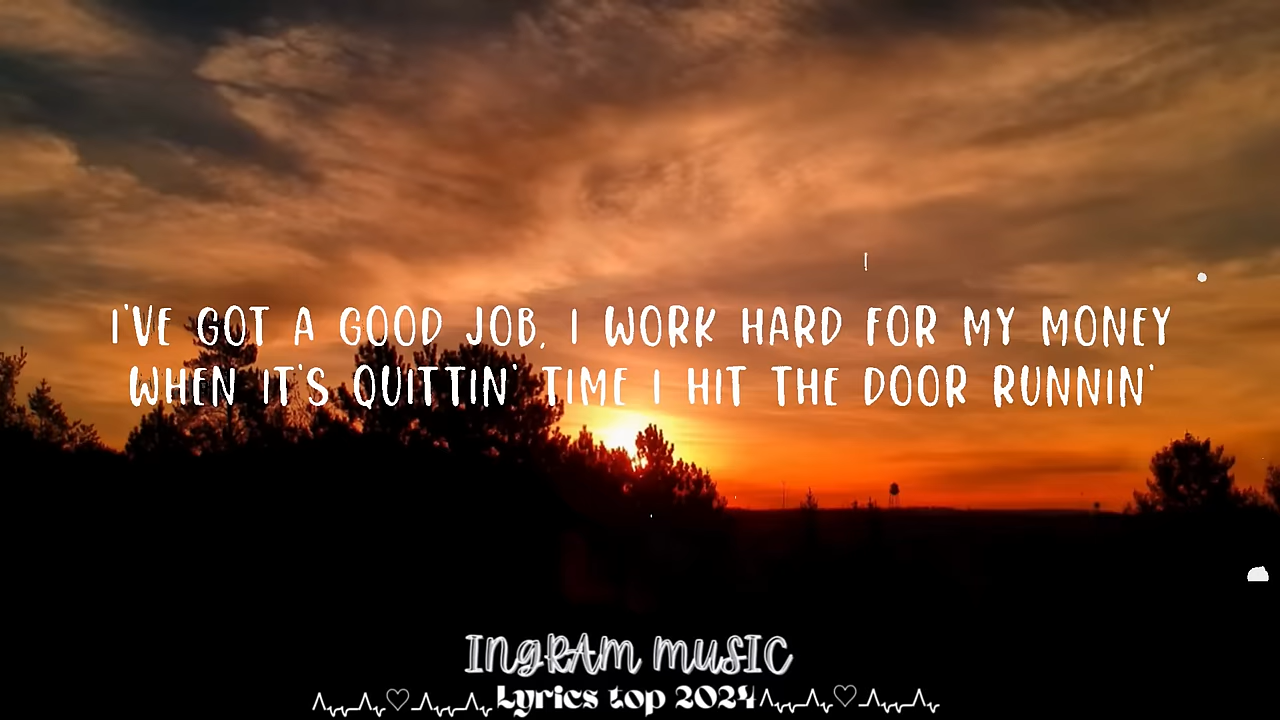 I'VE GOT A GOOD JOB, I WORK HARD FOR MY MONEY
WHEN IT'S QUITTIN' TIME I HIT THE DOOR RUNNIN'
INGRAM MUSIC
Lyrics top 2024